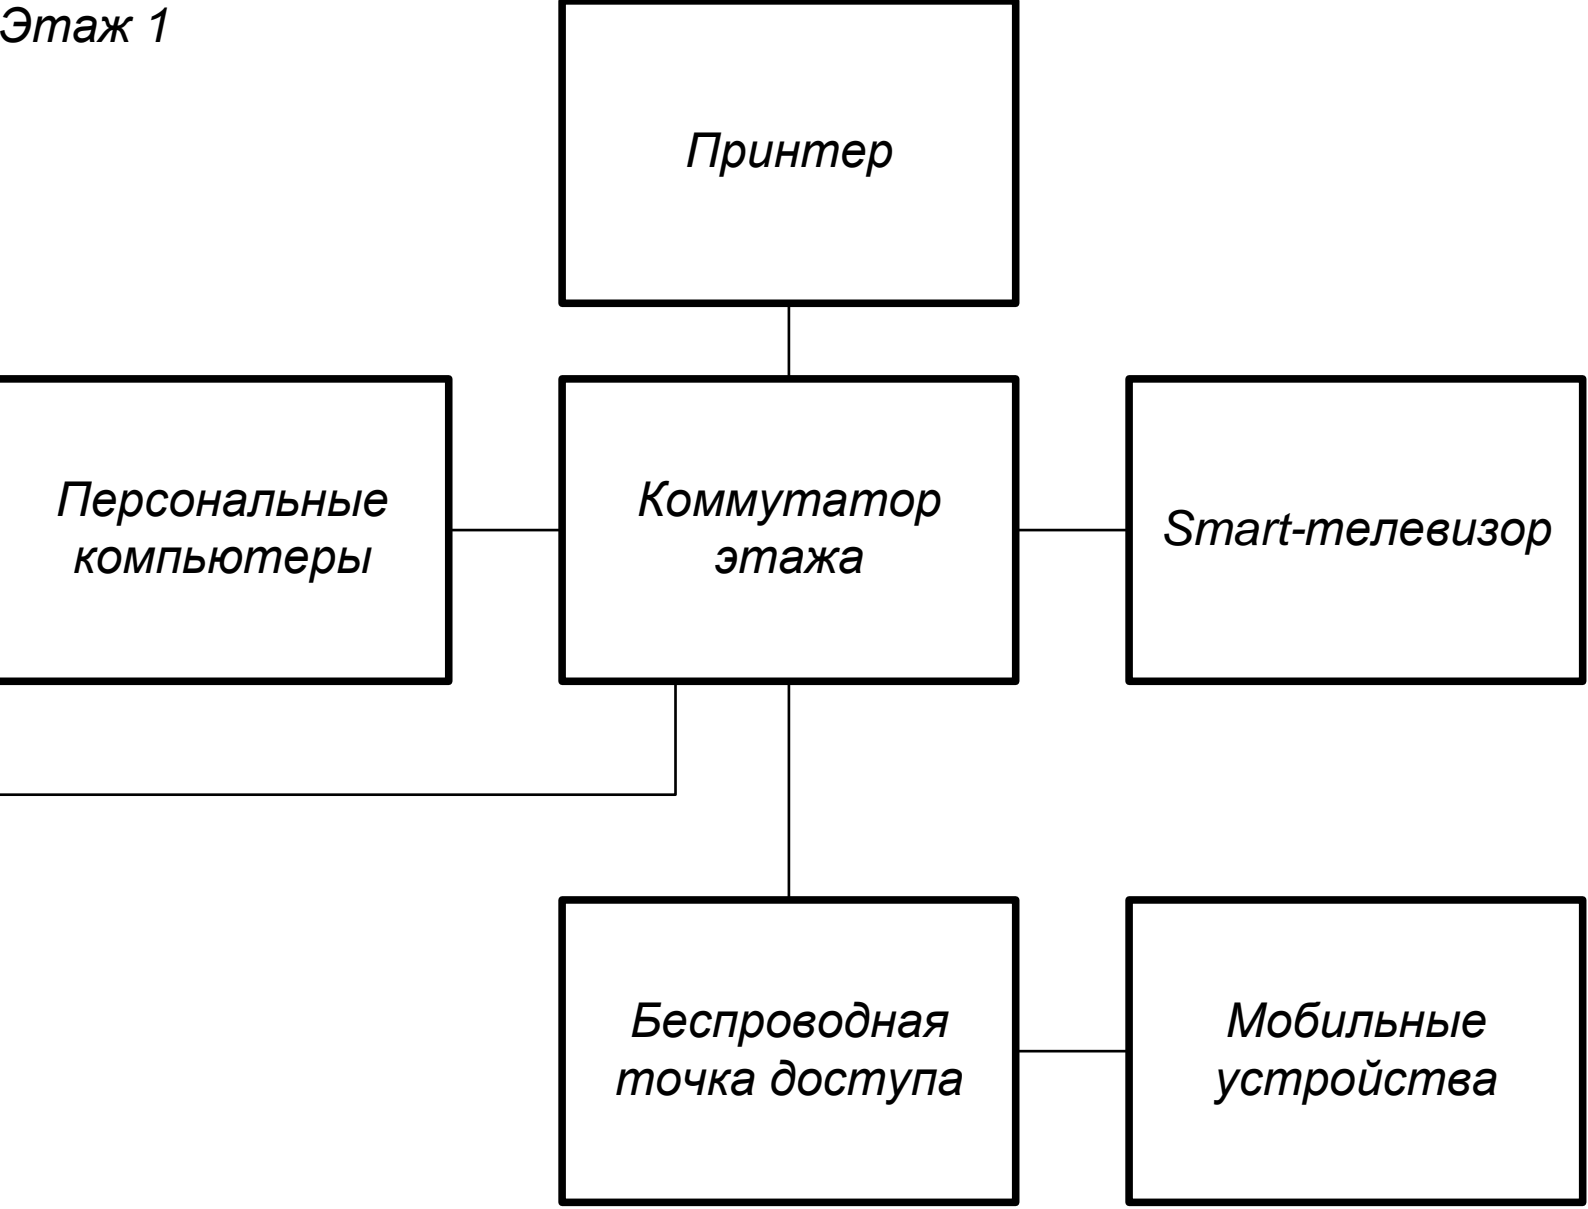 Этаж 1
Принтер
Персональные
компьютеры
Коммутатор
этажа
Smart-телевизор
Беспроводная
точка доступа
Мобильные
устройства